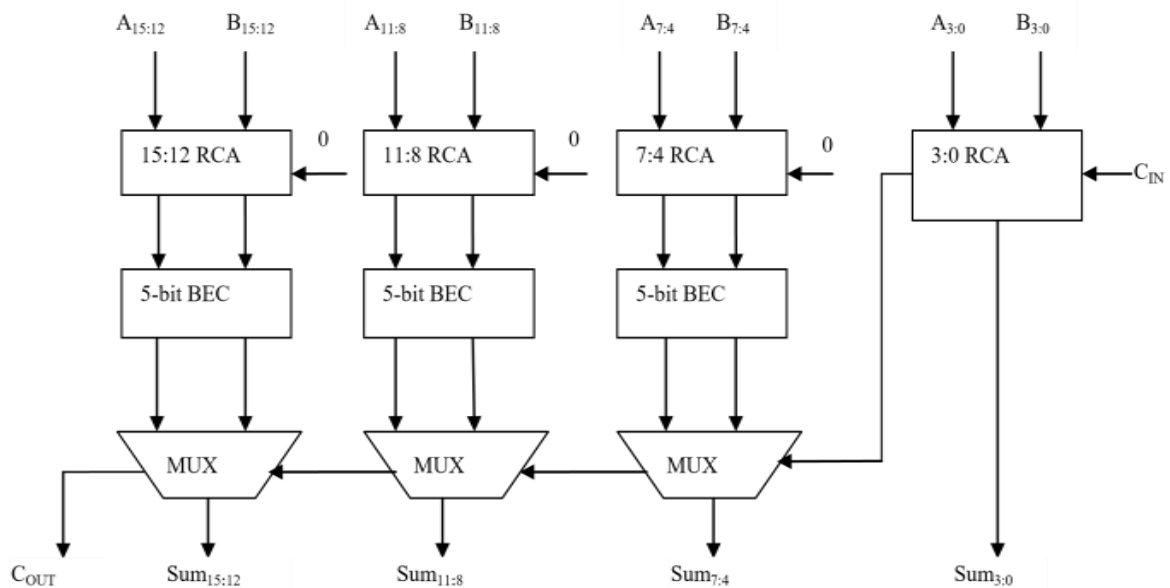 A15:12 B15:12 A11:8 B11:8 A7:4 B7:4 A3:0 B3:0
0 0 0
15:12 RCA 11:8 RCA 7:4 RCA 3:0 RCA
CIN
5-bit BEC 5-bit BEC 5-bit BEC
MUX MUX MUX
COUT Sum15:12 Sum11:8 Sum7:4 Sum3:0